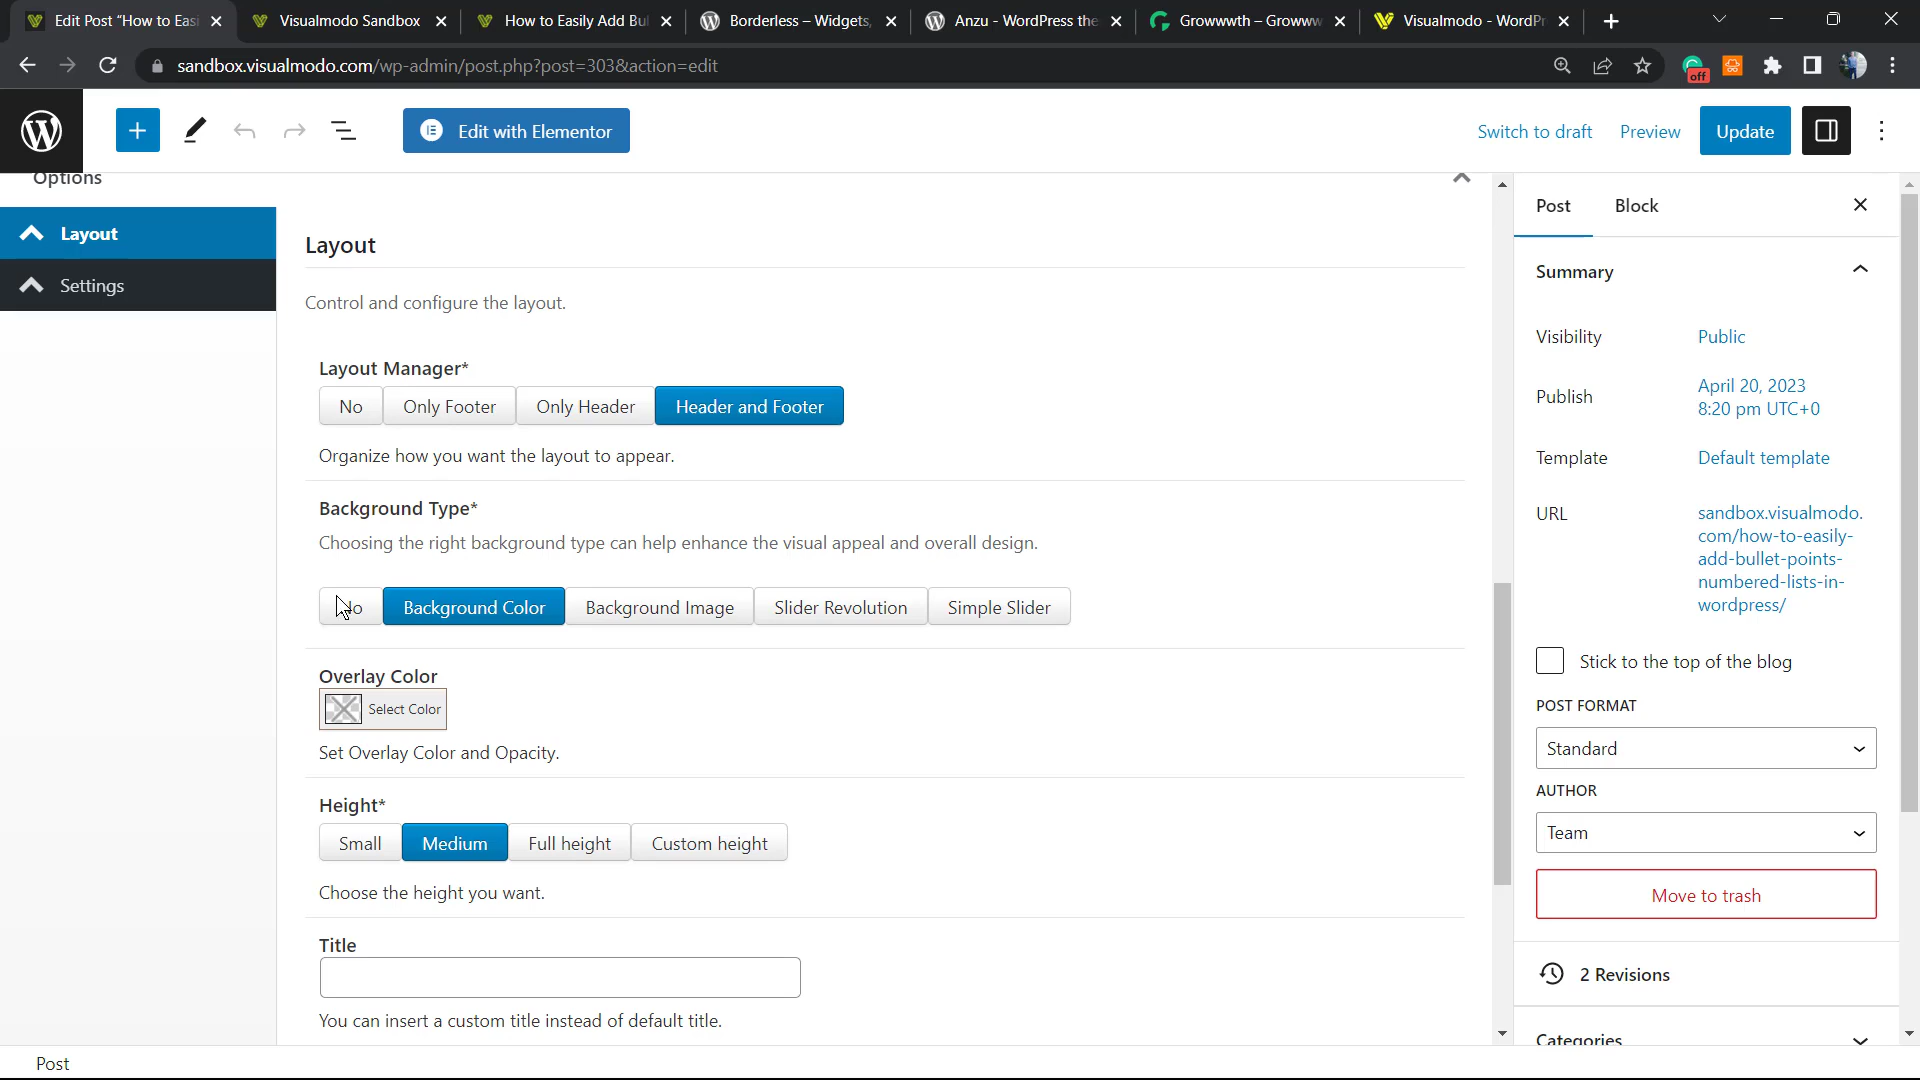 Edit Post “How to Easi
Visualmodo Sandbox
How to Easily Add Bul
Borderless – Widgets,
Anzu - WordPress the
Growwwth – Growww
Visualmodo - WordPr
sandbox.visualmodo.com/wp-admin/post.php?post=303&action=edit
off
Edit with Elementor
Switch to draft
Preview
Update
Options
Layout
Settings
Layout
Control and configure the layout.
Layout Manager*
No
Only Footer
Only Header
Header and Footer
Organize how you want the layout to appear.
Background Type*
Choosing the right background type can help enhance the visual appeal and overall design.
No
Background Color
Background Image
Slider Revolution
Simple Slider
Overlay Color
Select Color
Set Overlay Color and Opacity.
Height*
Small
Medium
Full height
Custom height
Choose the height you want.
Title
You can insert a custom title instead of default title.
Post
Post
Block
Summary
Visibility
Public
Publish
April 20, 2023
8:20 pm UTC+0
Template
Default template
URL
sandbox.visualmodo.
com/how-to-easily-
add-bullet-points-
numbered-lists-in-
wordpress/
Stick to the top of the blog
POST FORMAT
Standard
AUTHOR
Team
Move to trash
2 Revisions
Categories